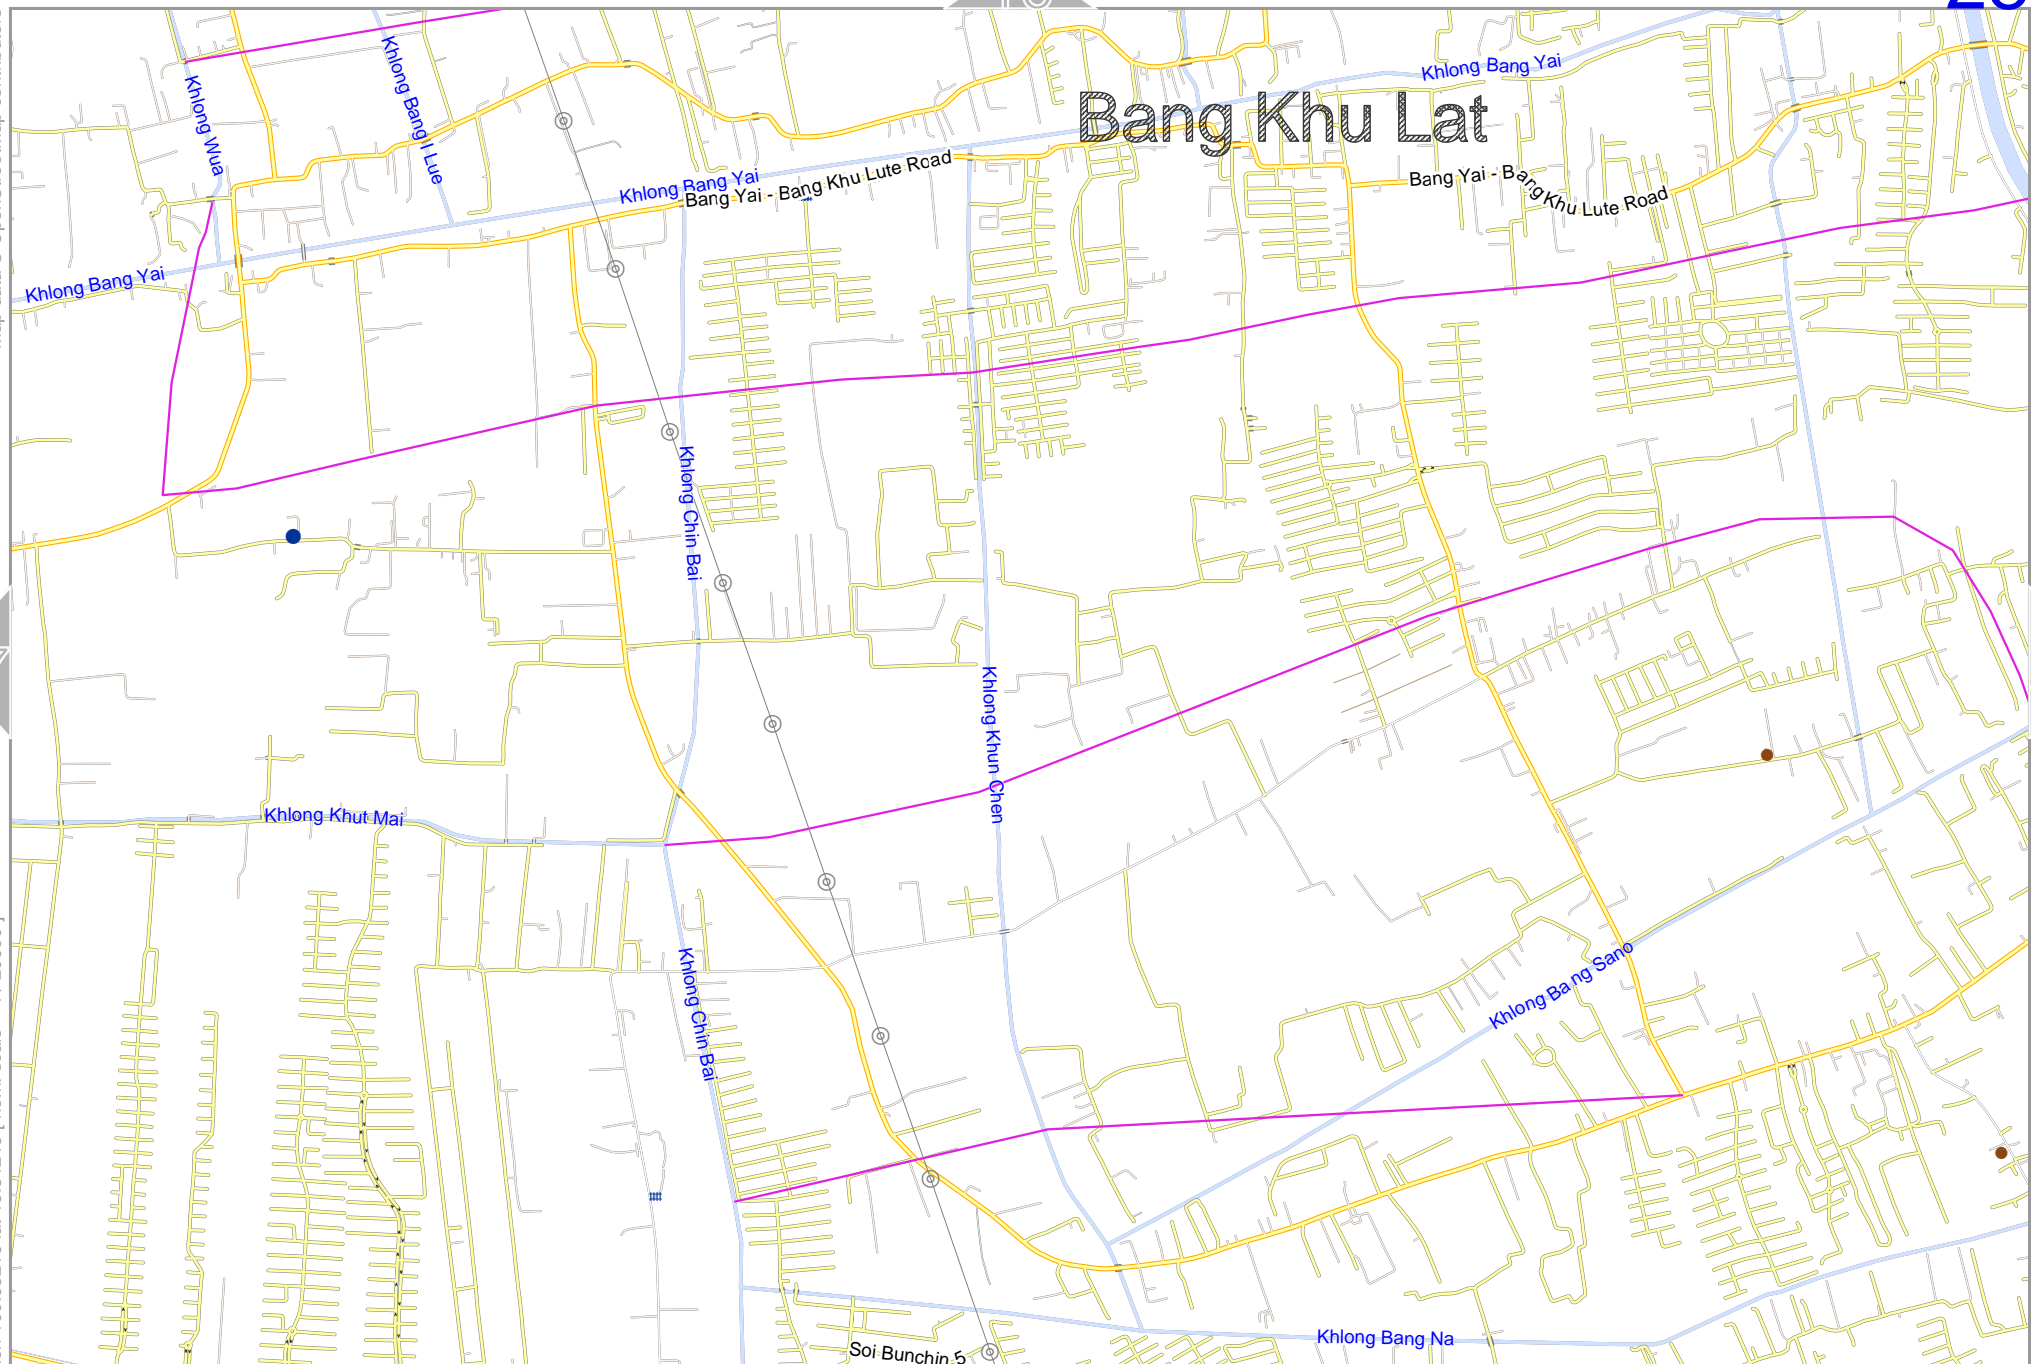 Khlong Bang Yai
Khlong Bang I Lue
Khlong Wua
Bang Khu Lat
Bang Yai - Bang Khu Lute Road
Khlong Bang Yai
Bang Yai - Bang Khu Lute Road
Khlong Bang Yai
Khlong Chin Bai
Khlong Khun Chen
Khlong Khut Mai
Khlong Chin Bai
Khlong Bang Sano
Khlong Bang Na
Soi Bunchin 5